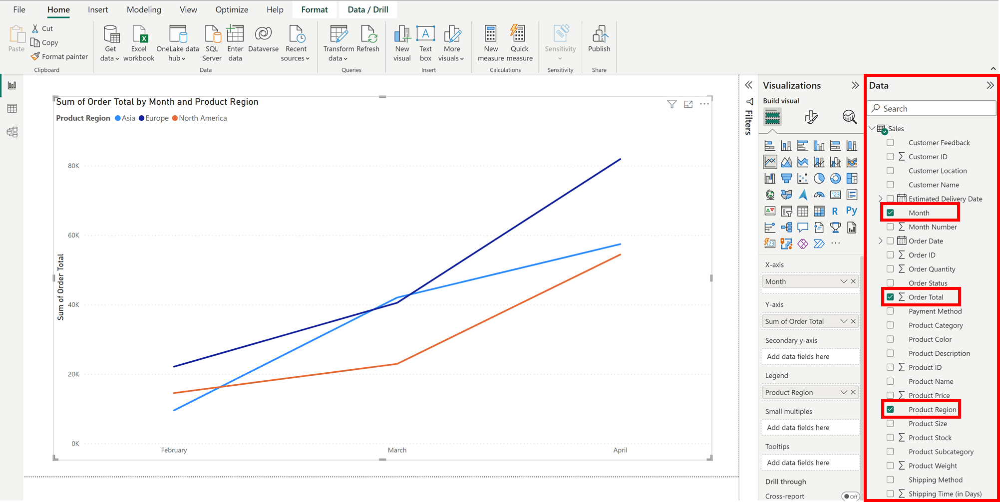 File Home Insert Modeling View Optimize Help Format Data / Drill
Paste
Cut
Copy
Format painter
Clipboard
Get data
Excel workbook
OneLake data hub
SQL Server
Enter data
Dataverse
Recent sources
Data
Transform data
Refresh
Queries
New visual
Text box
More visuals
Insert
New measure
Quick measure
Calculations
Sensitivity
Sensitivity
Publish
Share
Sum of Order Total by Month and Product Region
Product Region Asia Europe North America
Sum of Order Total
80K
60K
40K
20K
0K
February March April
Filters
Visualizations
Build visual
123
R
Py
123
X-axis
Month
Y-axis
Sum of Order Total
Secondary y-axis
Add data fields here
Legend
Product Region
Small multiples
Add data fields here
Tooltips
Add data fields here
Drill through
Cross-report Off
Data
Search
Sales
Customer Feedback
Customer ID
Customer Location
Customer Name
Estimated Delivery Date
Month
Month Number
Order Date
Order ID
Order Quantity
Order Status
Order Total
Payment Method
Product Category
Product Color
Product Description
Product ID
Product Name
Product Price
Product Region
Product Size
Product Stock
Product Subcategory
Product Weight
Shipping Method
Shipping Time (in Days)